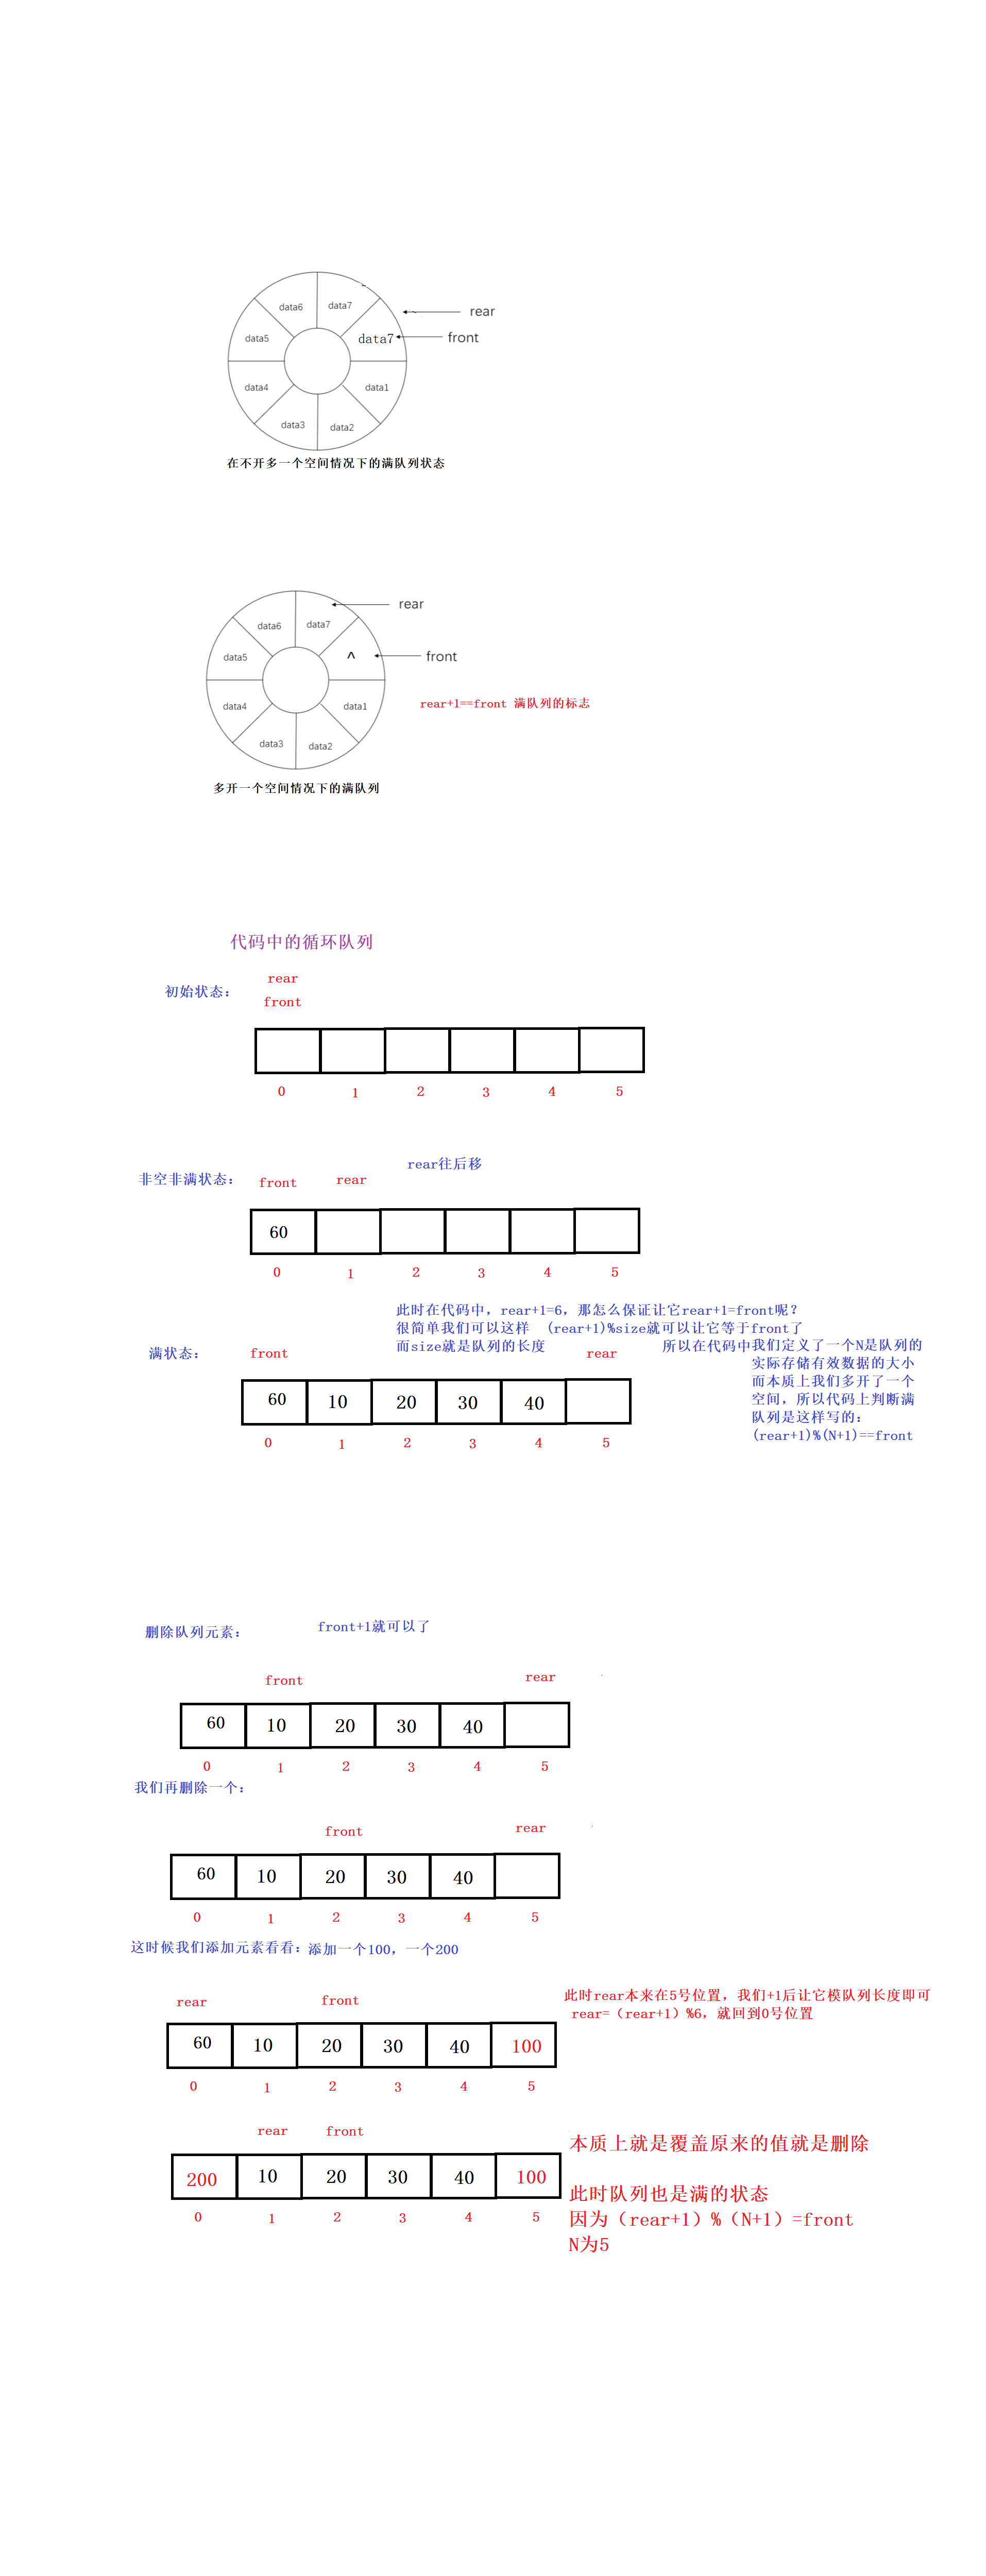 data6
data7
rear
data5
data7
front
data4
data1
data3
data2
在不开多一个空间情况下的满队列状态
rear
data6
data7
data5
^
front
data4
data1
rear+1==front 满队列的标志
data3
data2
多开一个空间情况下的满队列
代码中的循环队列
rear
初始状态:
front
0 1 2 3 4 5
rear往后移
非空非满状态:
front rear
60
0 1 2 3 4 5
此时在代码中，rear+1=6，那怎么保证让它rear+1=front呢?
很简单我们可以这样 (rear+1)%size就可以让它等于front了
而size就是队列的长度
所以在代码中我们定义了一个N是队列的
实际存储有效数据的大小
而本质上我们多开了一个
空间，所以代码上判断满
队列是这样写的:
(rear+1)%(N+1)==front
满状态:
front rear
60 10 20 30 40
0 1 2 3 4 5
删除队列元素:
front+1就可以了
front rear
60 10 20 30 40
0 1 2 3 4 5
我们再删除一个:
front rear
60 10 20 30 40
0 1 2 3 4 5
这时候我们添加元素看看: 添加一个100，一个200
此时rear本来在5号位置，我们+1后让它模队列长度即可
rear=（rear+1）%6，就回到0号位置
rear front
60 10 20 30 40 100
0 1 2 3 4 5
rear front
200 10 20 30 40 100
0 1 2 3 4 5
本质上就是覆盖原来的值就是删除
此时队列也是满的状态
因为（rear+1）%（N+1）=front
N为5